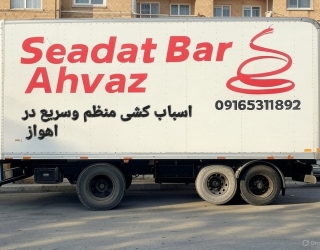 Seadat Bar
Ahvaz
09165311892
اسباب کشی منظم وسریع در
اهواز